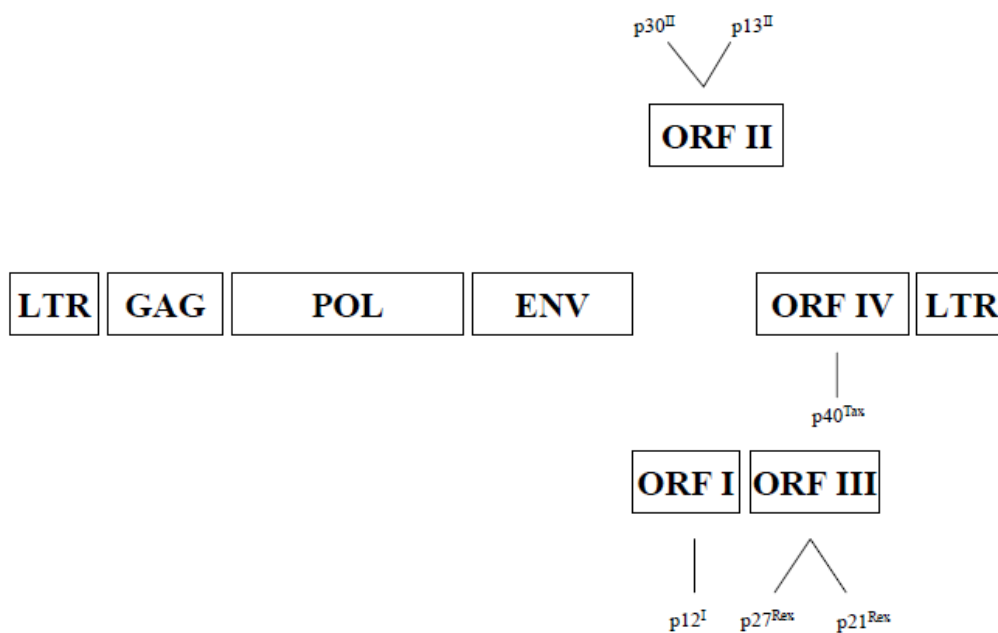 p30ᴵᴵ p13ᴵᴵ
ORF II
LTR GAG POL ENV ORF IV LTR
p40ᵀᵃˣ
ORF I ORF III
p12ᴵ p27ᴿᵉˣ p21ᴿᵉˣ